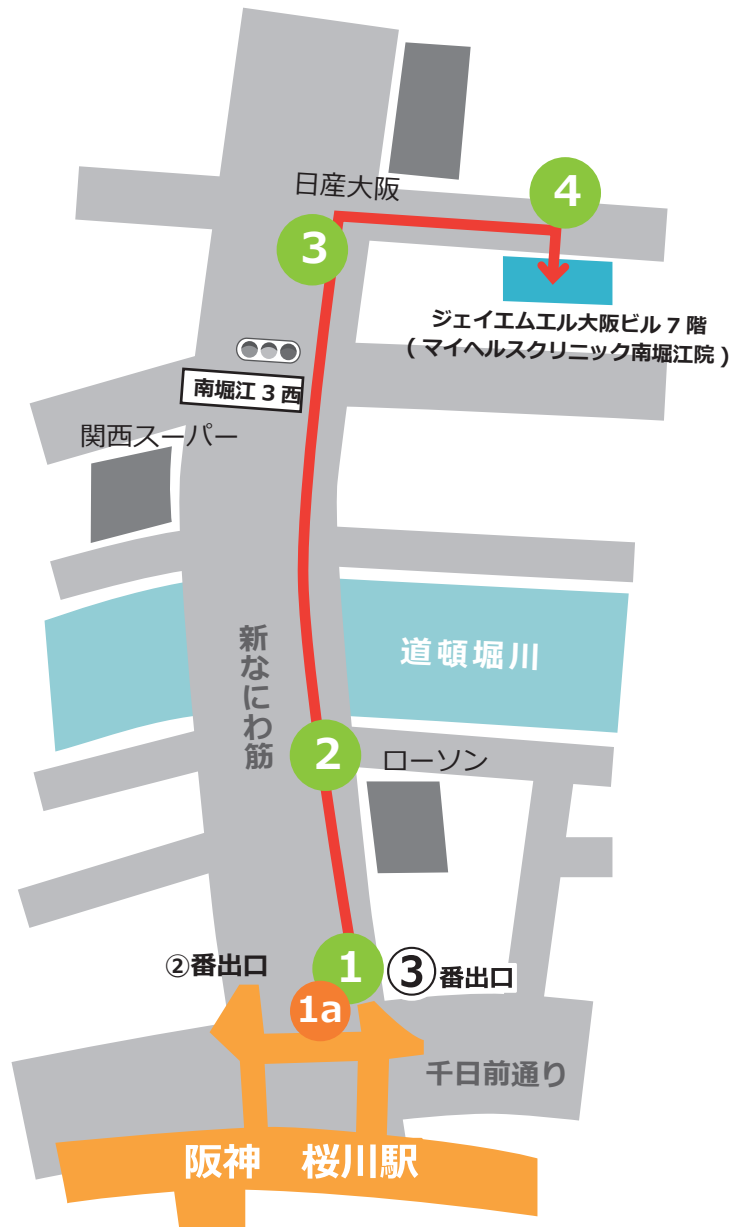 日産大阪
4
3
ジェイエムエル大阪ビル 7 階
( マイヘルスクリニック南堀江院 )
南堀江 3 西
関西スーパー
道頓堀川
新なにわ筋
2
ローソン
②番出口
1
③番出口
1a
千日前通り
阪神 桜川駅